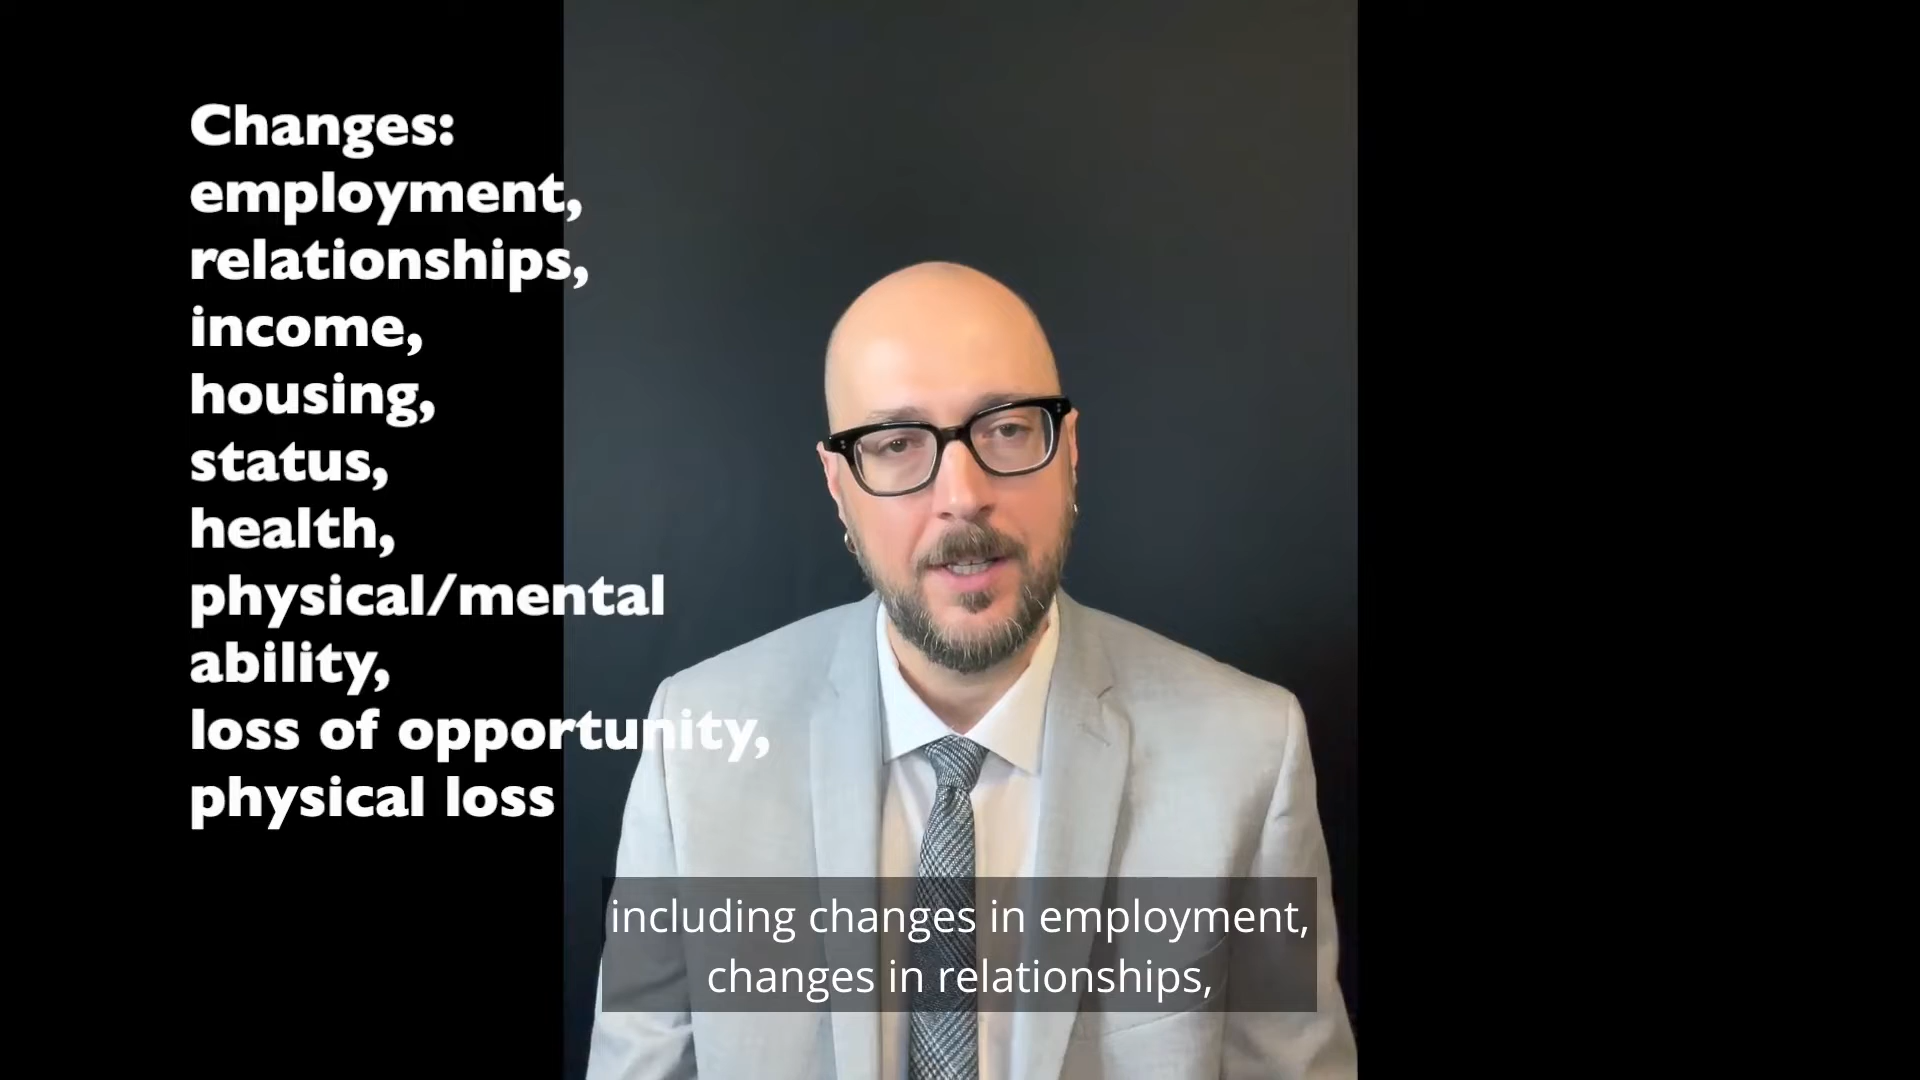 Changes:
employment,
relationships,
income,
housing,
status,
health,
physical/mental
ability,
loss of opportunity,
physical loss
including changes in employment,
changes in relationships,